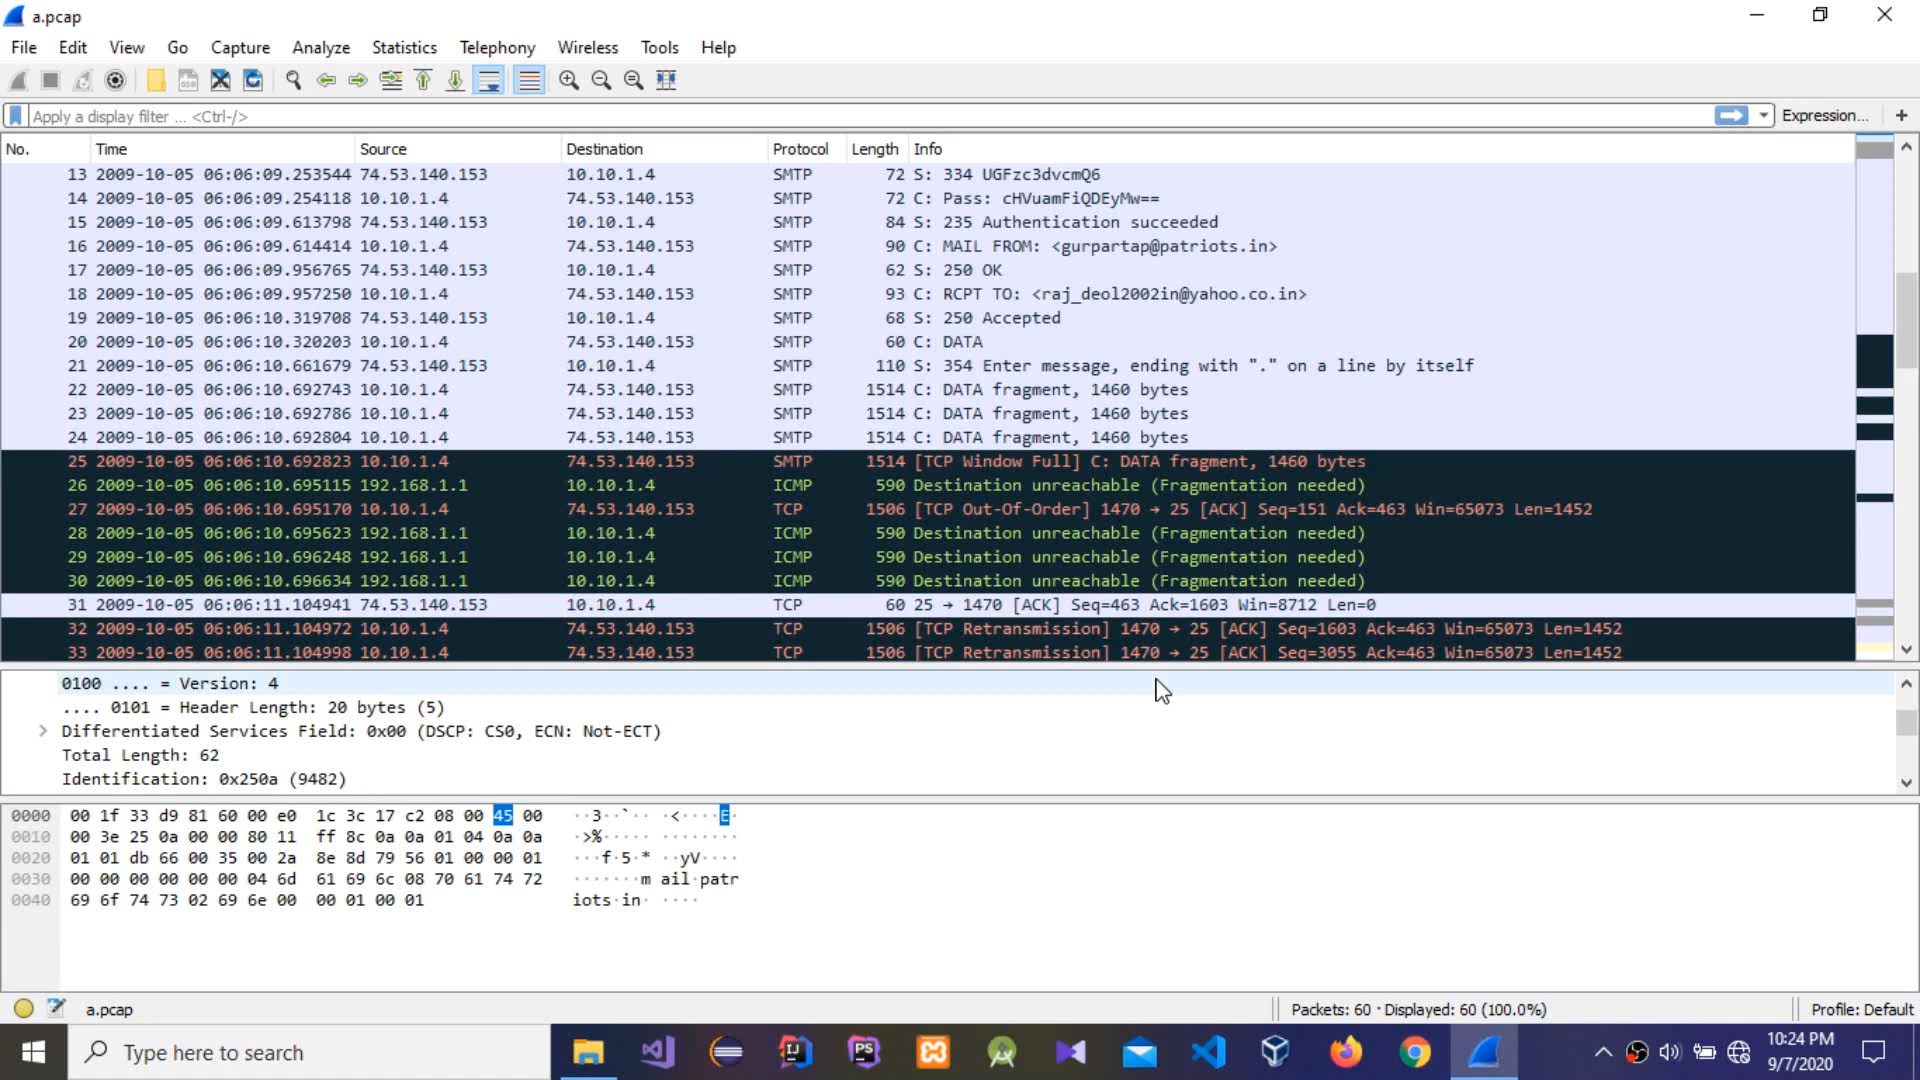 a.pcap
File Edit View Go Capture Analyze Statistics Telephony Wireless Tools Help
Apply a display filter ... <Ctrl-/> Expression... +
No. Time Source Destination Protocol Length Info
13 2009-10-05 06:06:09.253544 74.53.140.153 10.10.1.4 SMTP 72 S: 334 UGFzc3dvcmQ6
14 2009-10-05 06:06:09.254118 10.10.1.4 74.53.140.153 SMTP 72 C: Pass: cHVuamFiQDEyMw==
15 2009-10-05 06:06:09.613798 74.53.140.153 10.10.1.4 SMTP 84 S: 235 Authentication succeeded
16 2009-10-05 06:06:09.614414 10.10.1.4 74.53.140.153 SMTP 90 C: MAIL FROM: <gurpartap@patriots.in>
17 2009-10-05 06:06:09.956765 74.53.140.153 10.10.1.4 SMTP 62 S: 250 OK
18 2009-10-05 06:06:09.957250 10.10.1.4 74.53.140.153 SMTP 93 C: RCPT TO: <raj_deol2002in@yahoo.co.in>
19 2009-10-05 06:06:10.319708 74.53.140.153 10.10.1.4 SMTP 68 S: 250 Accepted
20 2009-10-05 06:06:10.320203 10.10.1.4 74.53.140.153 SMTP 60 C: DATA
21 2009-10-05 06:06:10.661679 74.53.140.153 10.10.1.4 SMTP 110 S: 354 Enter message, ending with "." on a line by itself
22 2009-10-05 06:06:10.692743 10.10.1.4 74.53.140.153 SMTP 1514 C: DATA fragment, 1460 bytes
23 2009-10-05 06:06:10.692786 10.10.1.4 74.53.140.153 SMTP 1514 C: DATA fragment, 1460 bytes
24 2009-10-05 06:06:10.692804 10.10.1.4 74.53.140.153 SMTP 1514 C: DATA fragment, 1460 bytes
25 2009-10-05 06:06:10.692823 10.10.1.4 74.53.140.153 SMTP 1514 [TCP Window Full] C: DATA fragment, 1460 bytes
26 2009-10-05 06:06:10.695115 192.168.1.1 10.10.1.4 ICMP 590 Destination unreachable (Fragmentation needed)
27 2009-10-05 06:06:10.695170 10.10.1.4 74.53.140.153 TCP 1506 [TCP Out-Of-Order] 1470 → 25 [ACK] Seq=151 Ack=463 Win=65073 Len=1452
28 2009-10-05 06:06:10.695623 192.168.1.1 10.10.1.4 ICMP 590 Destination unreachable (Fragmentation needed)
29 2009-10-05 06:06:10.696248 192.168.1.1 10.10.1.4 ICMP 590 Destination unreachable (Fragmentation needed)
30 2009-10-05 06:06:10.696634 192.168.1.1 10.10.1.4 ICMP 590 Destination unreachable (Fragmentation needed)
31 2009-10-05 06:06:11.104941 74.53.140.153 10.10.1.4 TCP 60 25 → 1470 [ACK] Seq=463 Ack=1603 Win=8712 Len=0
32 2009-10-05 06:06:11.104972 10.10.1.4 74.53.140.153 TCP 1506 [TCP Retransmission] 1470 → 25 [ACK] Seq=1603 Ack=463 Win=65073 Len=1452
33 2009-10-05 06:06:11.104998 10.10.1.4 74.53.140.153 TCP 1506 [TCP Retransmission] 1470 → 25 [ACK] Seq=3055 Ack=463 Win=65073 Len=1452
0100 .... = Version: 4
.... 0101 = Header Length: 20 bytes (5)
Differentiated Services Field: 0x00 (DSCP: CS0, ECN: Not-ECT)
Total Length: 62
Identification: 0x250a (9482)
0000 00 1f 33 d9 81 60 00 e0 1c 3c 17 c2 08 00 45 00 ··3··`·· ·<····E·
0010 00 3e 25 0a 00 00 80 11 ff 8c 0a 0a 01 04 0a 0a ·>%····· ········
0020 01 01 db 66 00 35 00 2a 8e 8d 79 56 01 00 00 01 ···f·5·* ··yV····
0030 00 00 00 00 00 00 04 6d 61 69 6c 08 70 61 74 72 ·······m ail·patr
0040 69 6f 74 73 02 69 6e 00 00 01 00 01 iots·in· ····
a.pcap Packets: 60 · Displayed: 60 (100.0%) Profile: Default
Type here to search
10:24 PM
9/7/2020